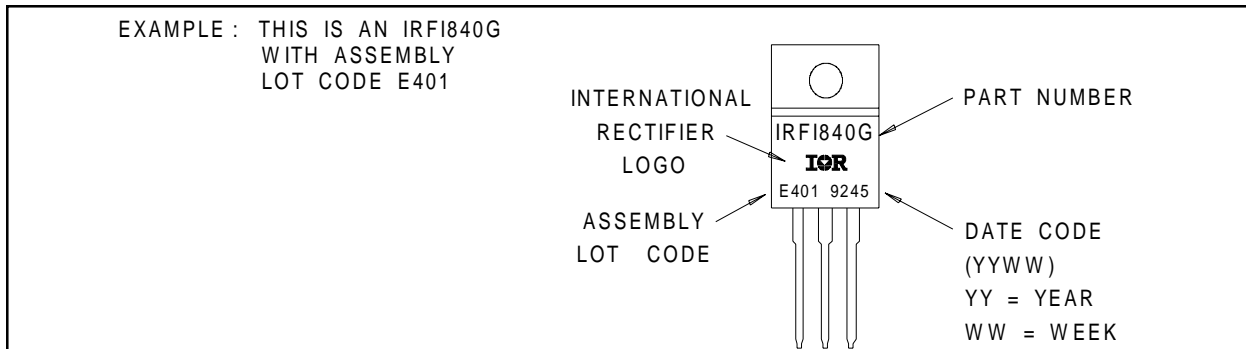 EXAMPLE : THIS IS AN IRFI840G
WITH ASSEMBLY
LOT CODE E401
INTERNATIONAL
RECTIFIER
LOGO
ASSEMBLY
LOT CODE
IRFI840G
IOR
E401 9245
PART NUMBER
DATE CODE
(YYWW)
YY = YEAR
WW = WEEK